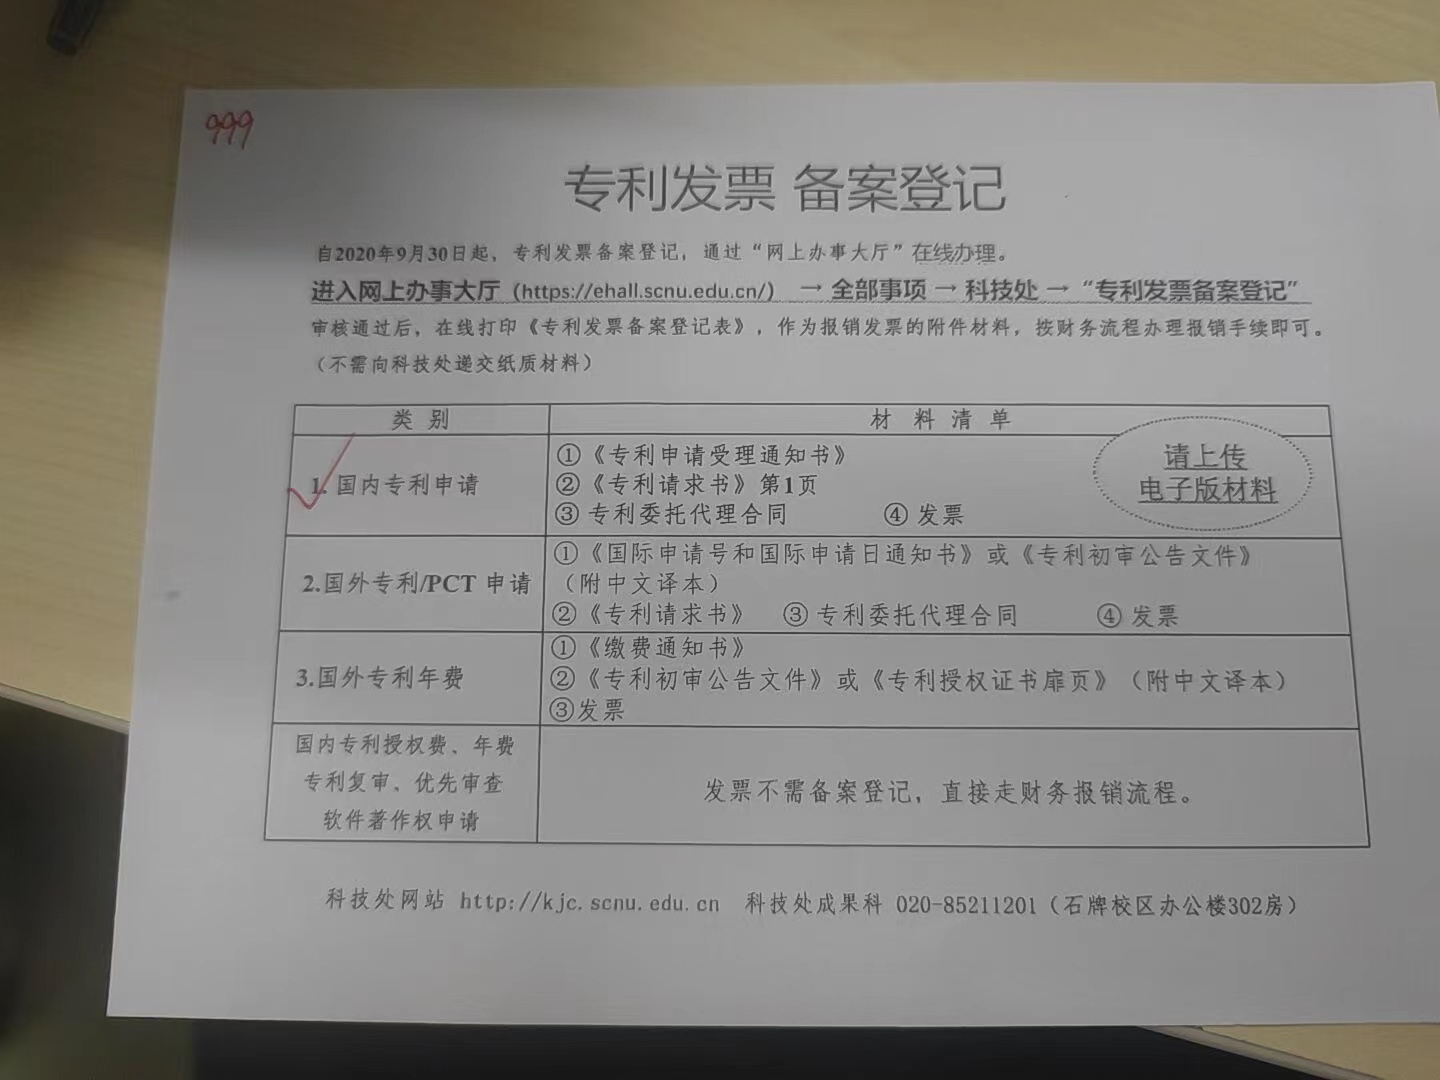 999
专利发票 备案登记
自2020年9月30日起，专利发票备案登记，通过“网上办事大厅”在线办理。
进入网上办事大厅（https://ehall.scnu.edu.cn/） → 全部事项 → 科技处 → “专利发票备案登记”
审核通过后，在线打印《专利发票备案登记表》，作为报销发票的附件材料，按财务流程办理报销手续即可。
（不需向科技处递交纸质材料）
类 别 材 料 清 单
1. 国内专利申请
①《专利申请受理通知书》
②《专利请求书》第1页
③ 专利委托代理合同 ④ 发票
请上传
电子版材料
2.国外专利/PCT 申请
①《国际申请号和国际申请日通知书》或《专利初审公告文件》
（附中文译本）
②《专利请求书》 ③ 专利委托代理合同 ④ 发票
3.国外专利年费
①《缴费通知书》
②《专利初审公告文件》或《专利授权证书扉页》（附中文译本）
③发票
国内专利授权费、年费
专利复审、优先审查
软件著作权申请
发票不需备案登记，直接走财务报销流程。
科技处网站 http://kjc.scnu.edu.cn 科技处成果科 020-85211201（石牌校区办公楼302房）